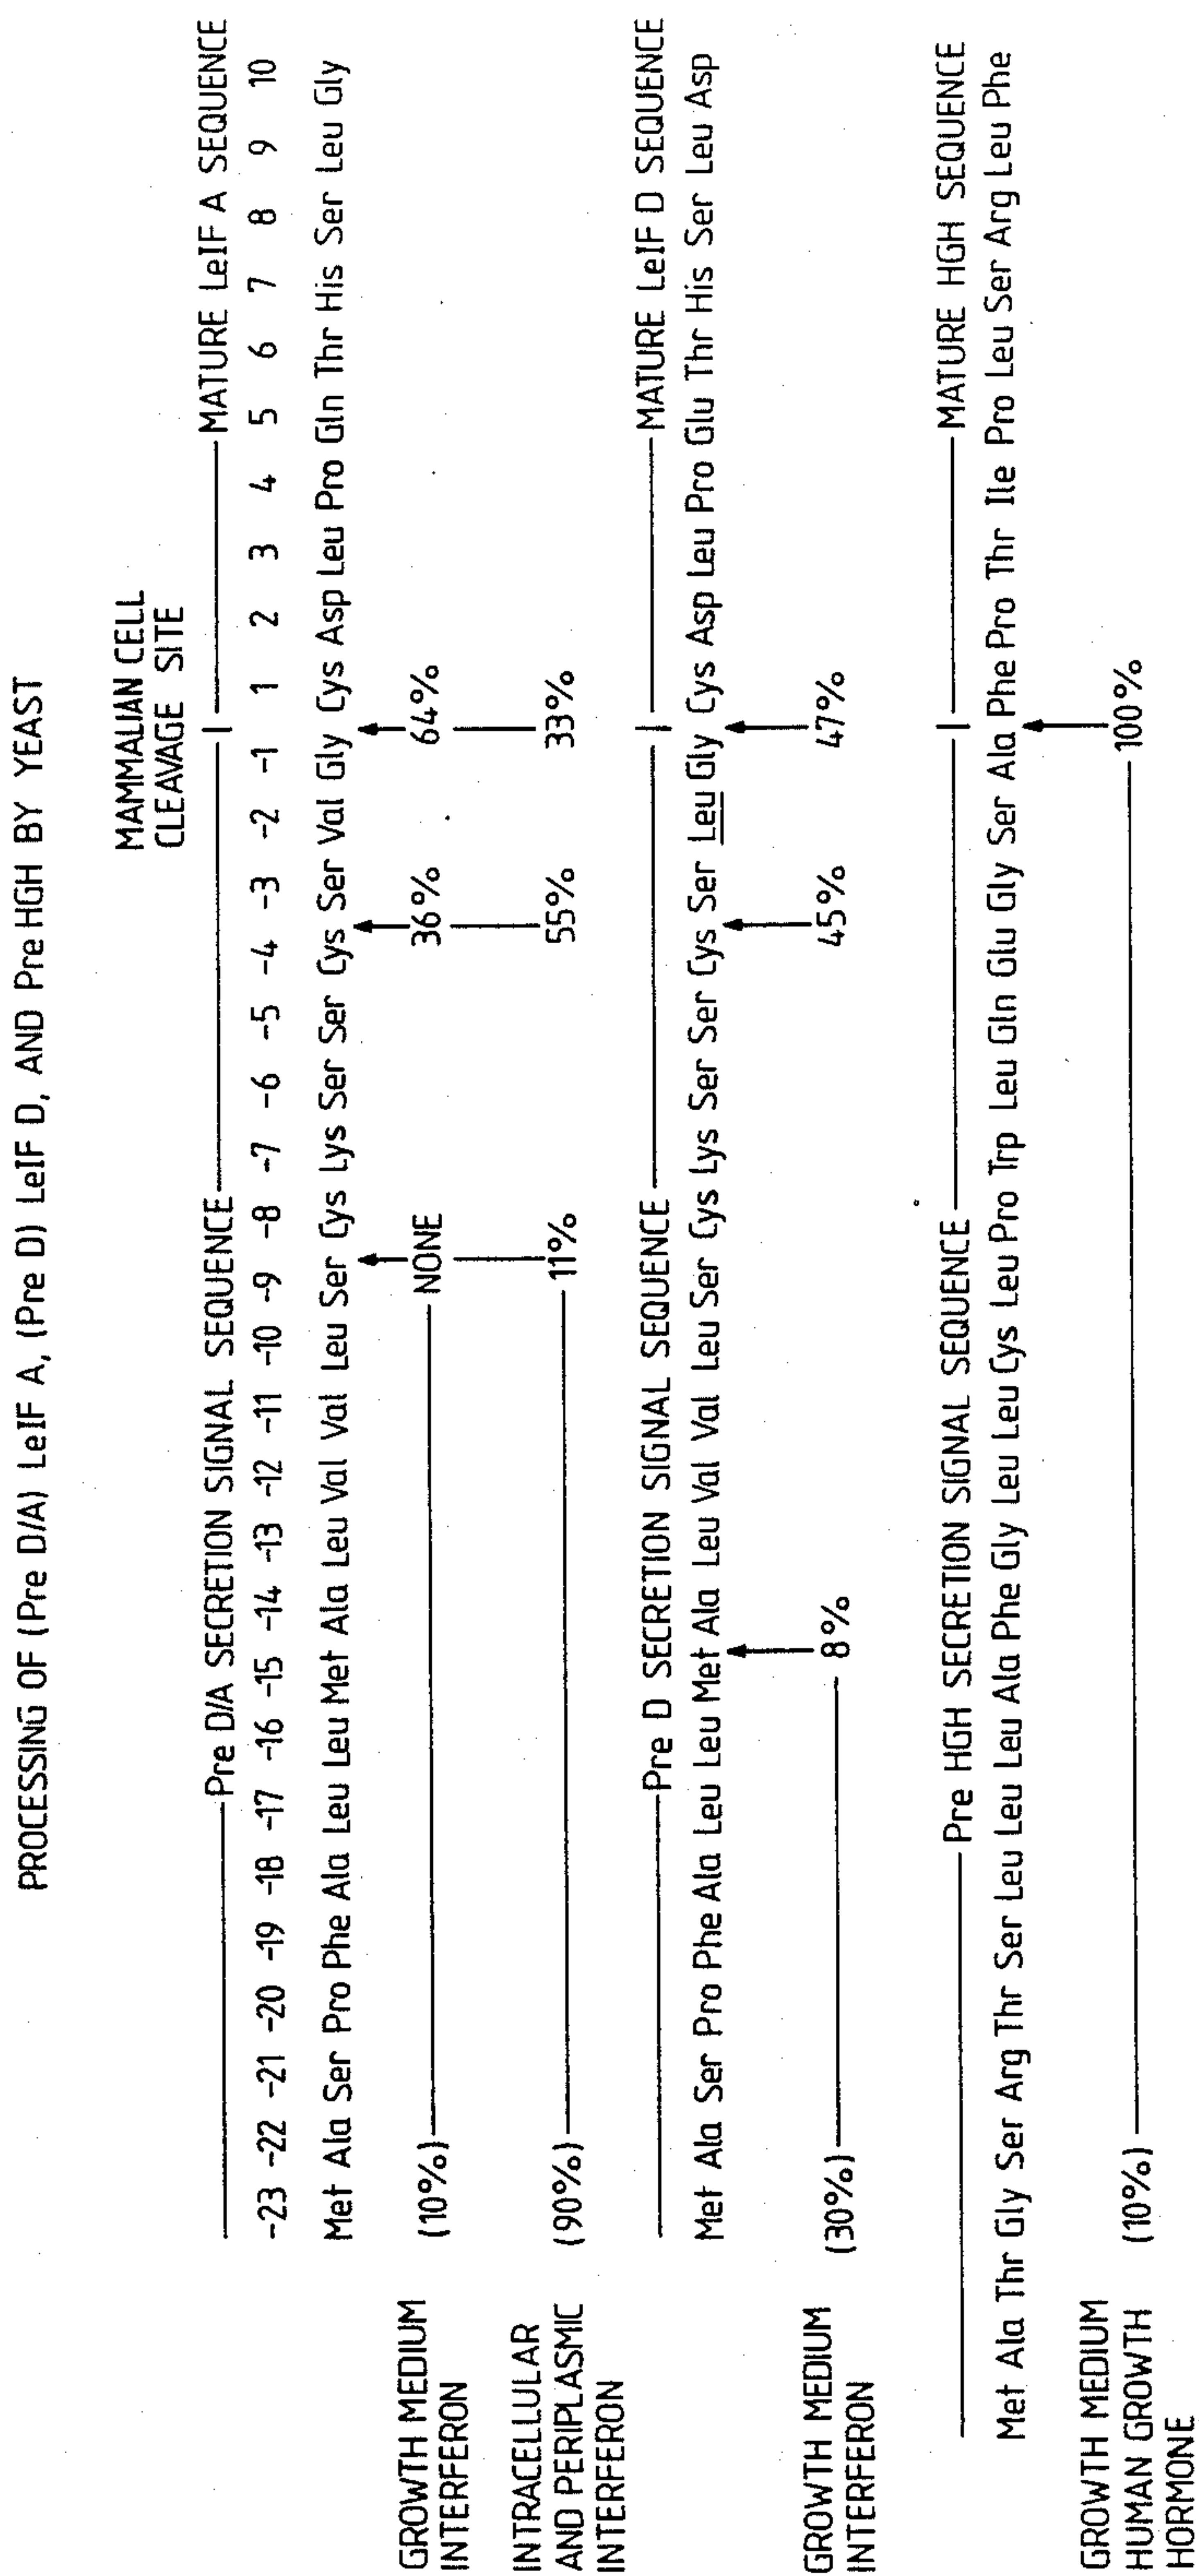 PROCESSING OF (Pre D/A) LeIF A, (Pre D) LeIF D, AND Pre HGH BY YEAST
MAMMALIAN CELL
CLEAVAGE SITE
Pre D/A SECRETION SIGNAL SEQUENCE MATURE LeIF A SEQUENCE
-23 -22 -21 -20 -19 -18 -17 -16 -15 -14 -13 -12 -11 -10 -9 -8 -7 -6 -5 -4 -3 -2 -1 1 2 3 4 5 6 7 8 9 10
Met Ala Ser Pro Phe Ala Leu Leu Met Ala Leu Val Val Leu Ser Cys Lys Ser Ser Cys Ser Val Gly Cys Asp Leu Pro Gln Thr His Ser Leu Gly
GROWTH MEDIUM (10%) NONE 36% 64%
INTERFERON
INTRACELLULAR
AND PERIPLASMIC (90%) 11% 55% 33%
INTERFERON
Pre D SECRETION SIGNAL SEQUENCE MATURE LeIF D SEQUENCE
Met Ala Ser Pro Phe Ala Leu Leu Met Ala Leu Val Val Leu Ser Cys Lys Ser Ser Cys Ser Leu Gly Cys Asp Leu Pro Glu Thr His Ser Leu Asp
GROWTH MEDIUM (30%) 8% 45% 47%
INTERFERON
Pre HGH SECRETION SIGNAL SEQUENCE MATURE HGH SEQUENCE
Met Ala Thr Gly Ser Arg Thr Ser Leu Leu Leu Ala Phe Gly Leu Leu Cys Leu Pro Trp Leu Gln Glu Gly Ser Ala Phe Pro Thr Ile Pro Leu Ser Arg Leu Phe
GROWTH MEDIUM
HUMAN GROWTH (10%) 100%
HORMONE